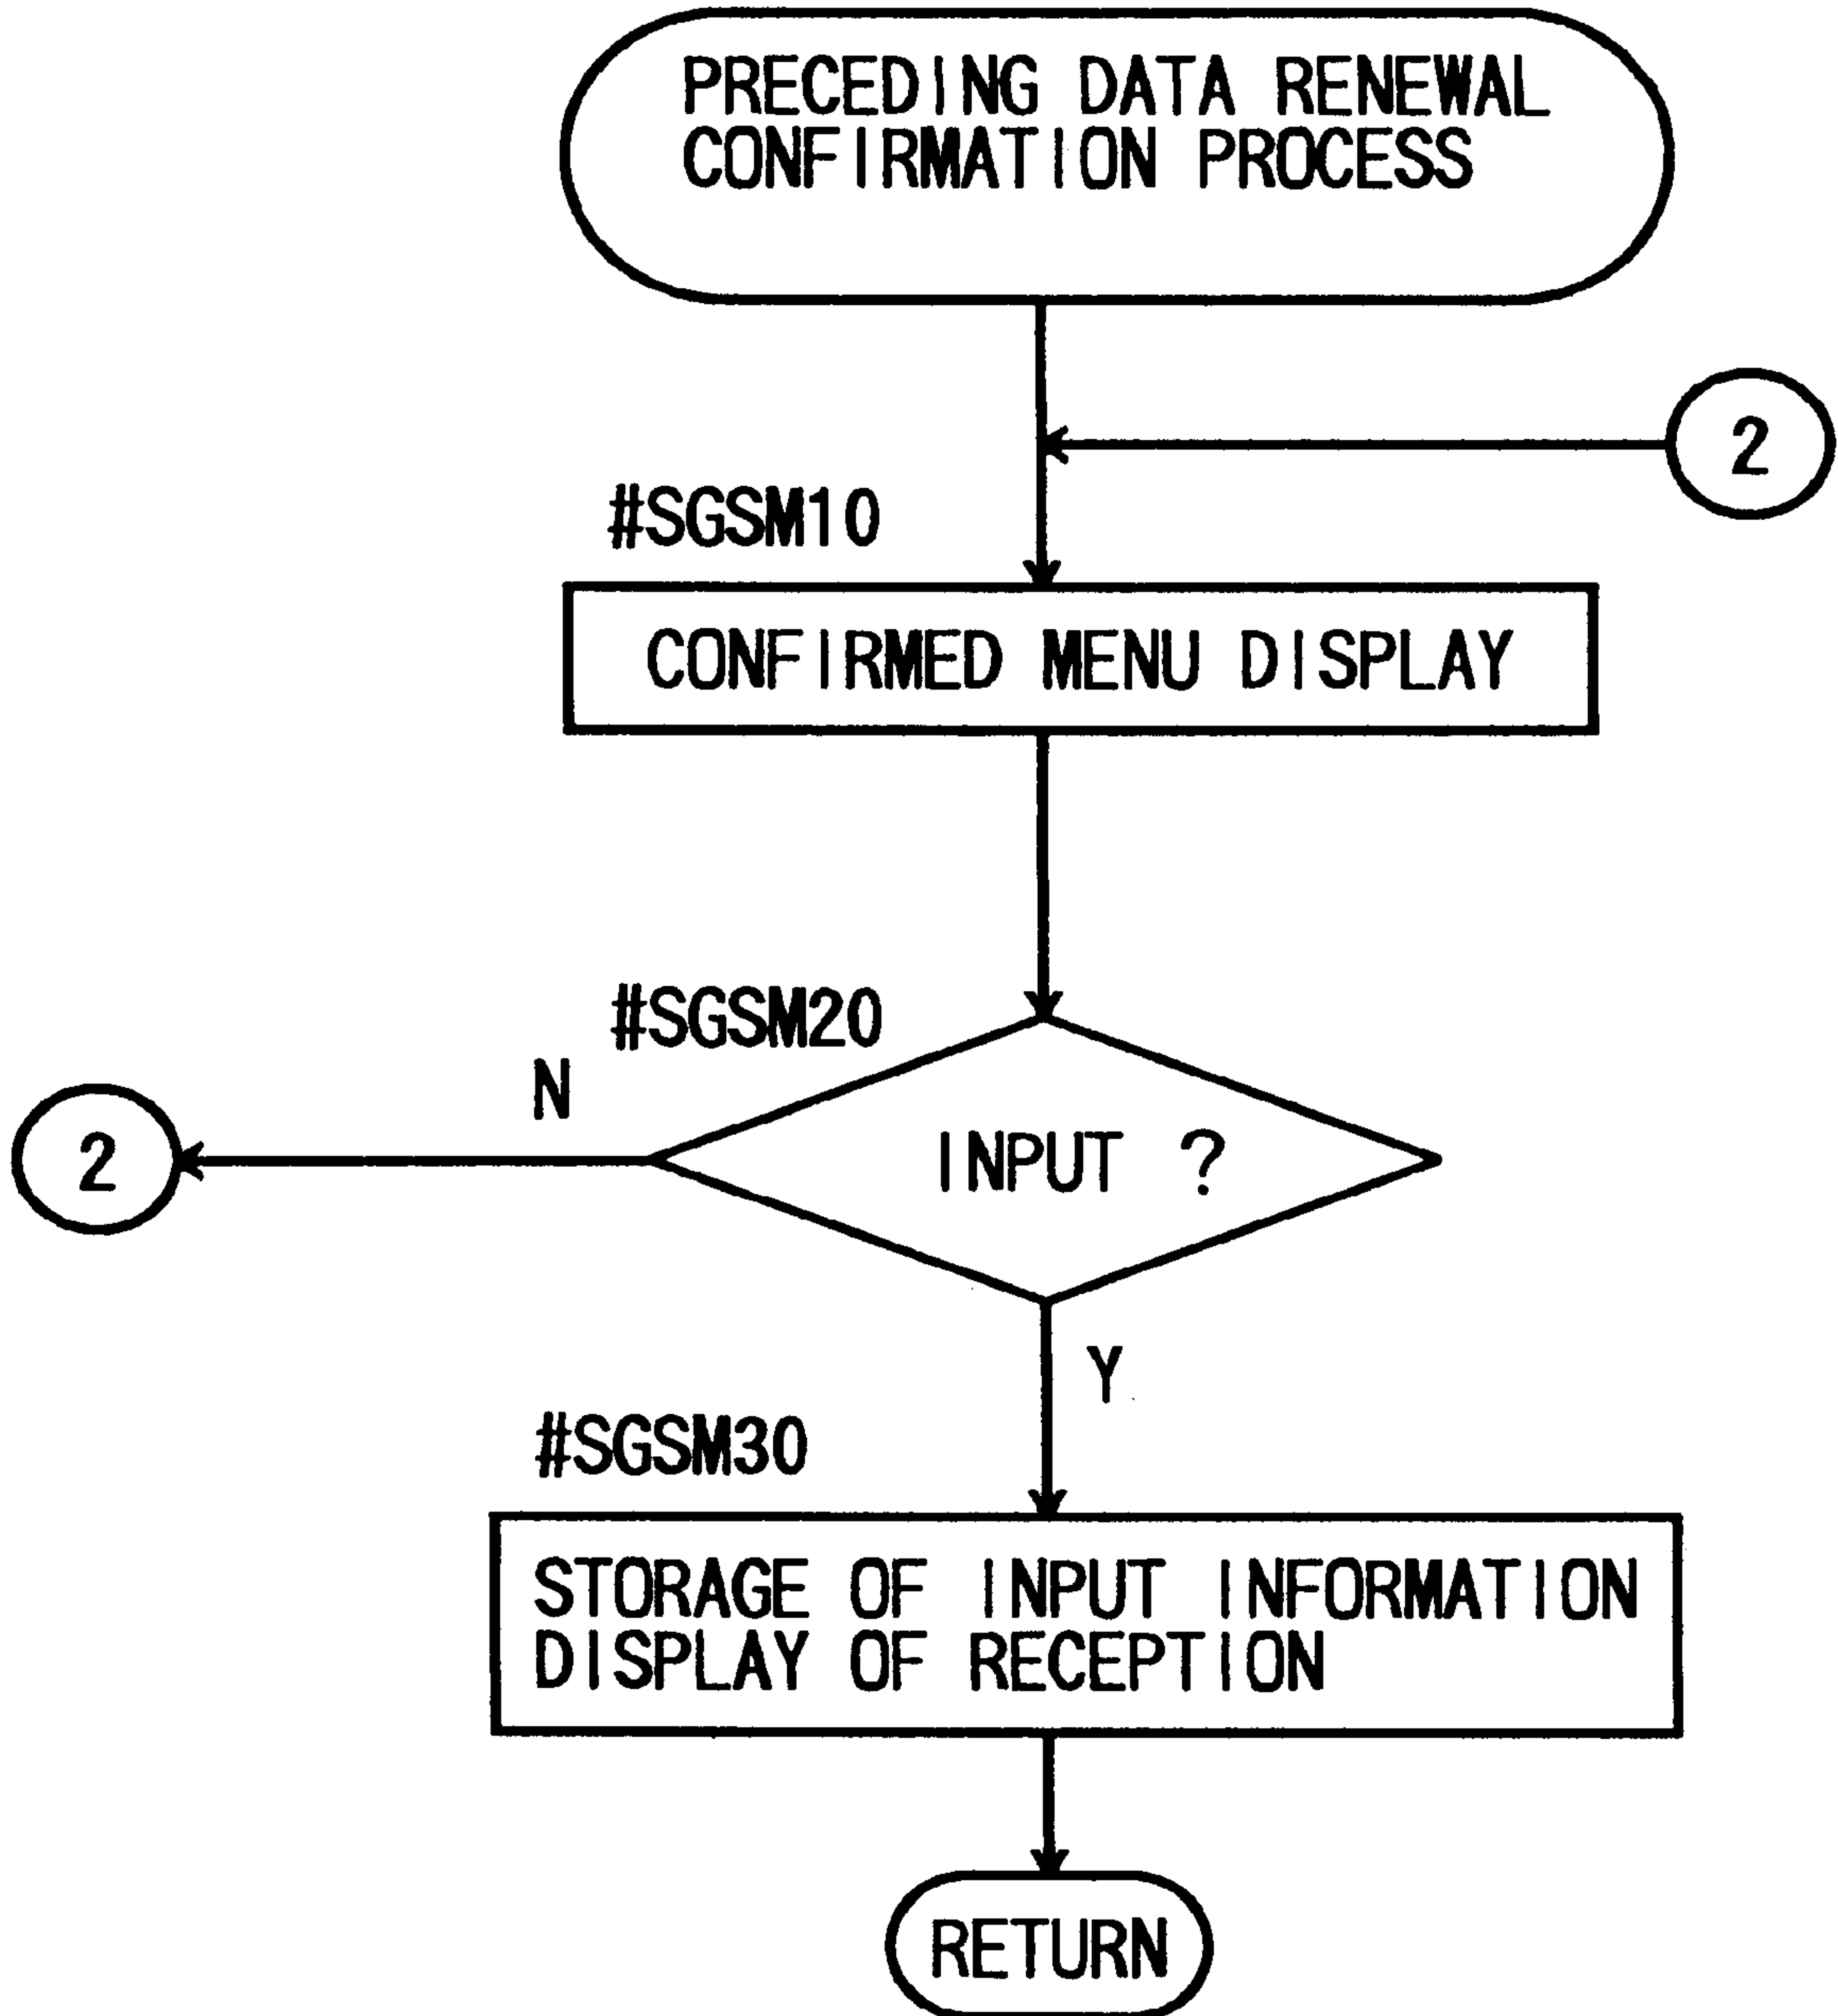 PRECEDING DATA RENEWAL
CONFIRMATION PROCESS
2
#SGSM10
CONFIRMED MENU DISPLAY
#SGSM20
N
2
INPUT ?
Y
#SGSM30
STORAGE OF INPUT INFORMATION
DISPLAY OF RECEPTION
RETURN